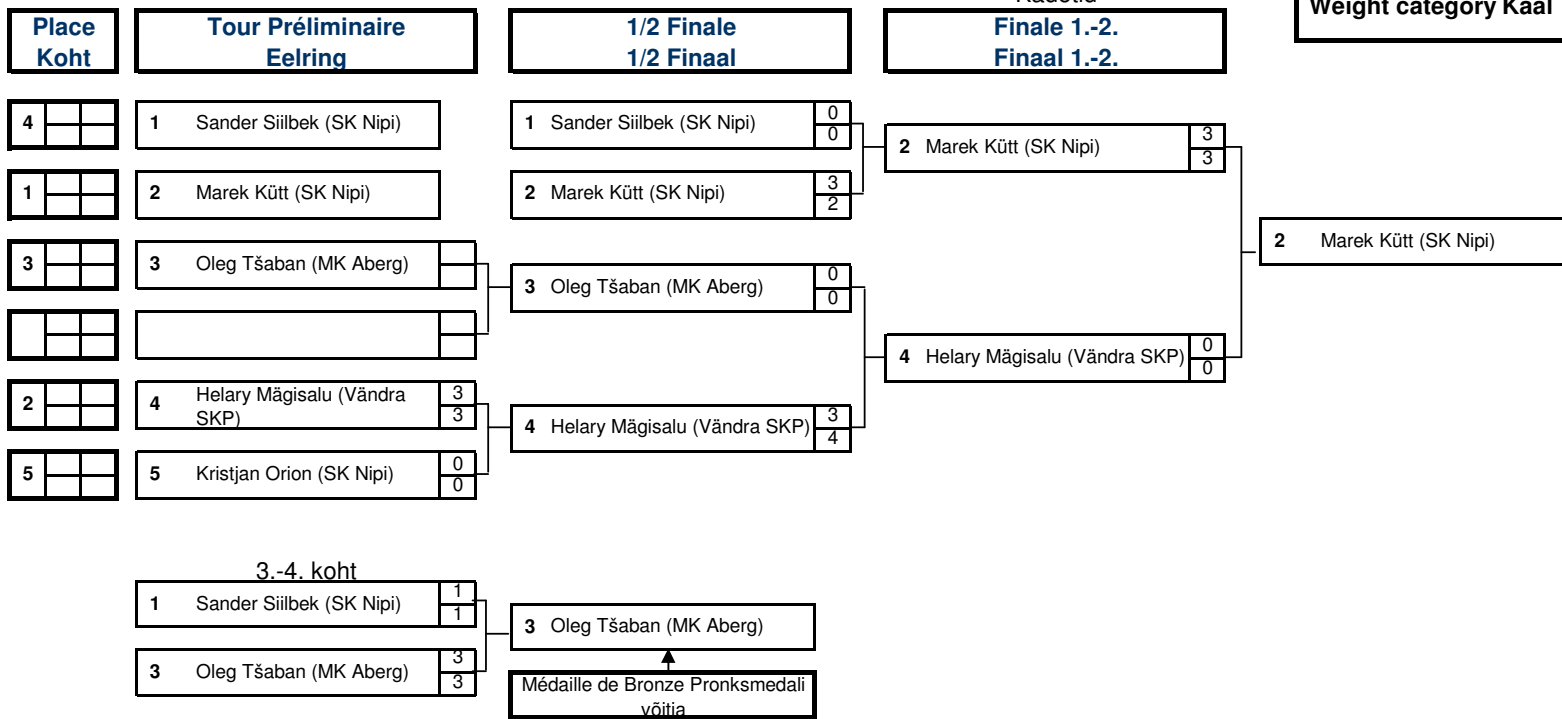 Kadetid
Weight category Kaal
Place
Koht
Tour Préliminaire
Eelring
1/2 Finale
1/2 Finaal
Finale 1.-2.
Finaal 1.-2.
4
1 Sander Siilbek (SK Nipi)
1 Sander Siilbek (SK Nipi) 0
0
2 Marek Kütt (SK Nipi) 3
3
1
2 Marek Kütt (SK Nipi)
2 Marek Kütt (SK Nipi) 3
2
2 Marek Kütt (SK Nipi)
3
3 Oleg Tšaban (MK Aberg)
3 Oleg Tšaban (MK Aberg) 0
0
4 Helary Mägisalu (Vändra SKP) 0
0
2
4 Helary Mägisalu (Vändra
SKP)
3
3
4 Helary Mägisalu (Vändra SKP) 3
4
5
5 Kristjan Orion (SK Nipi) 0
0
3.-4. koht
1 Sander Siilbek (SK Nipi) 1
1
3 Oleg Tšaban (MK Aberg)
3 Oleg Tšaban (MK Aberg) 3
3
Médaille de Bronze Pronksmedali
võitja